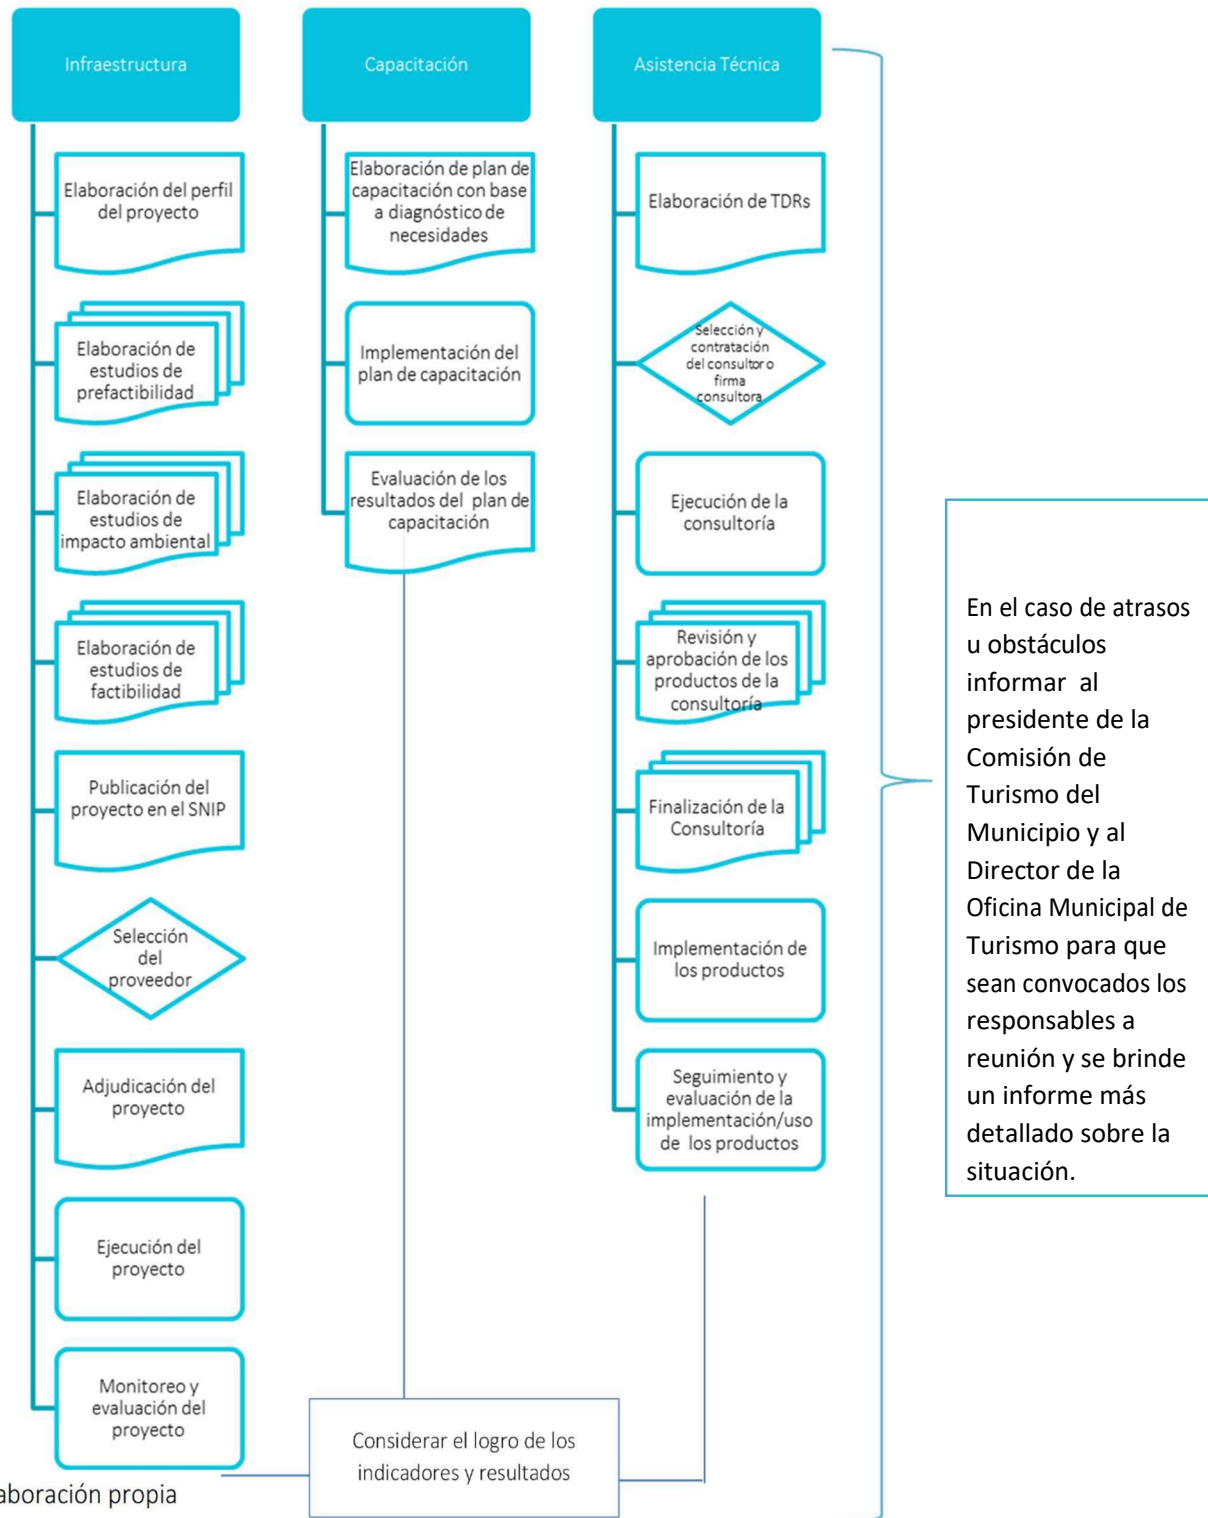 Infraestructura
Elaboración del perfil
del proyecto
Elaboración de
estudios de
prefactibilidad
Elaboración de
estudios de
impacto ambiental
Elaboración de
estudios de
factibilidad
Publicación del
proyecto en el SNIP
Selección
del
proveedor
Adjudicación del
proyecto
Ejecución del
proyecto
Monitoreo y
evaluación del
proyecto
Capacitación
Elaboración de plan de
capacitación con base
a diagnóstico de
necesidades
Implementación del
plan de capacitación
Evaluación de los
resultados del plan de
capacitación
Asistencia Técnica
Elaboración de TDRs
Selección y
contratación
del consultor o
firma
consultora
Ejecución de la
consultoría
Revisión y
aprobación de los
productos de la
consultoría
Finalización de la
Consultoría
Implementación de
los productos
Seguimiento y
evaluación de la
implementación/uso
de los productos
Considerar el logro de los
indicadores y resultados
En el caso de atrasos
u obstáculos
informar al
presidente de la
Comisión de
Turismo del
Municipio y al
Director de la
Oficina Municipal de
Turismo para que
sean convocados los
responsables a
reunión y se brinde
un informe más
detallado sobre la
situación.
aboración propia